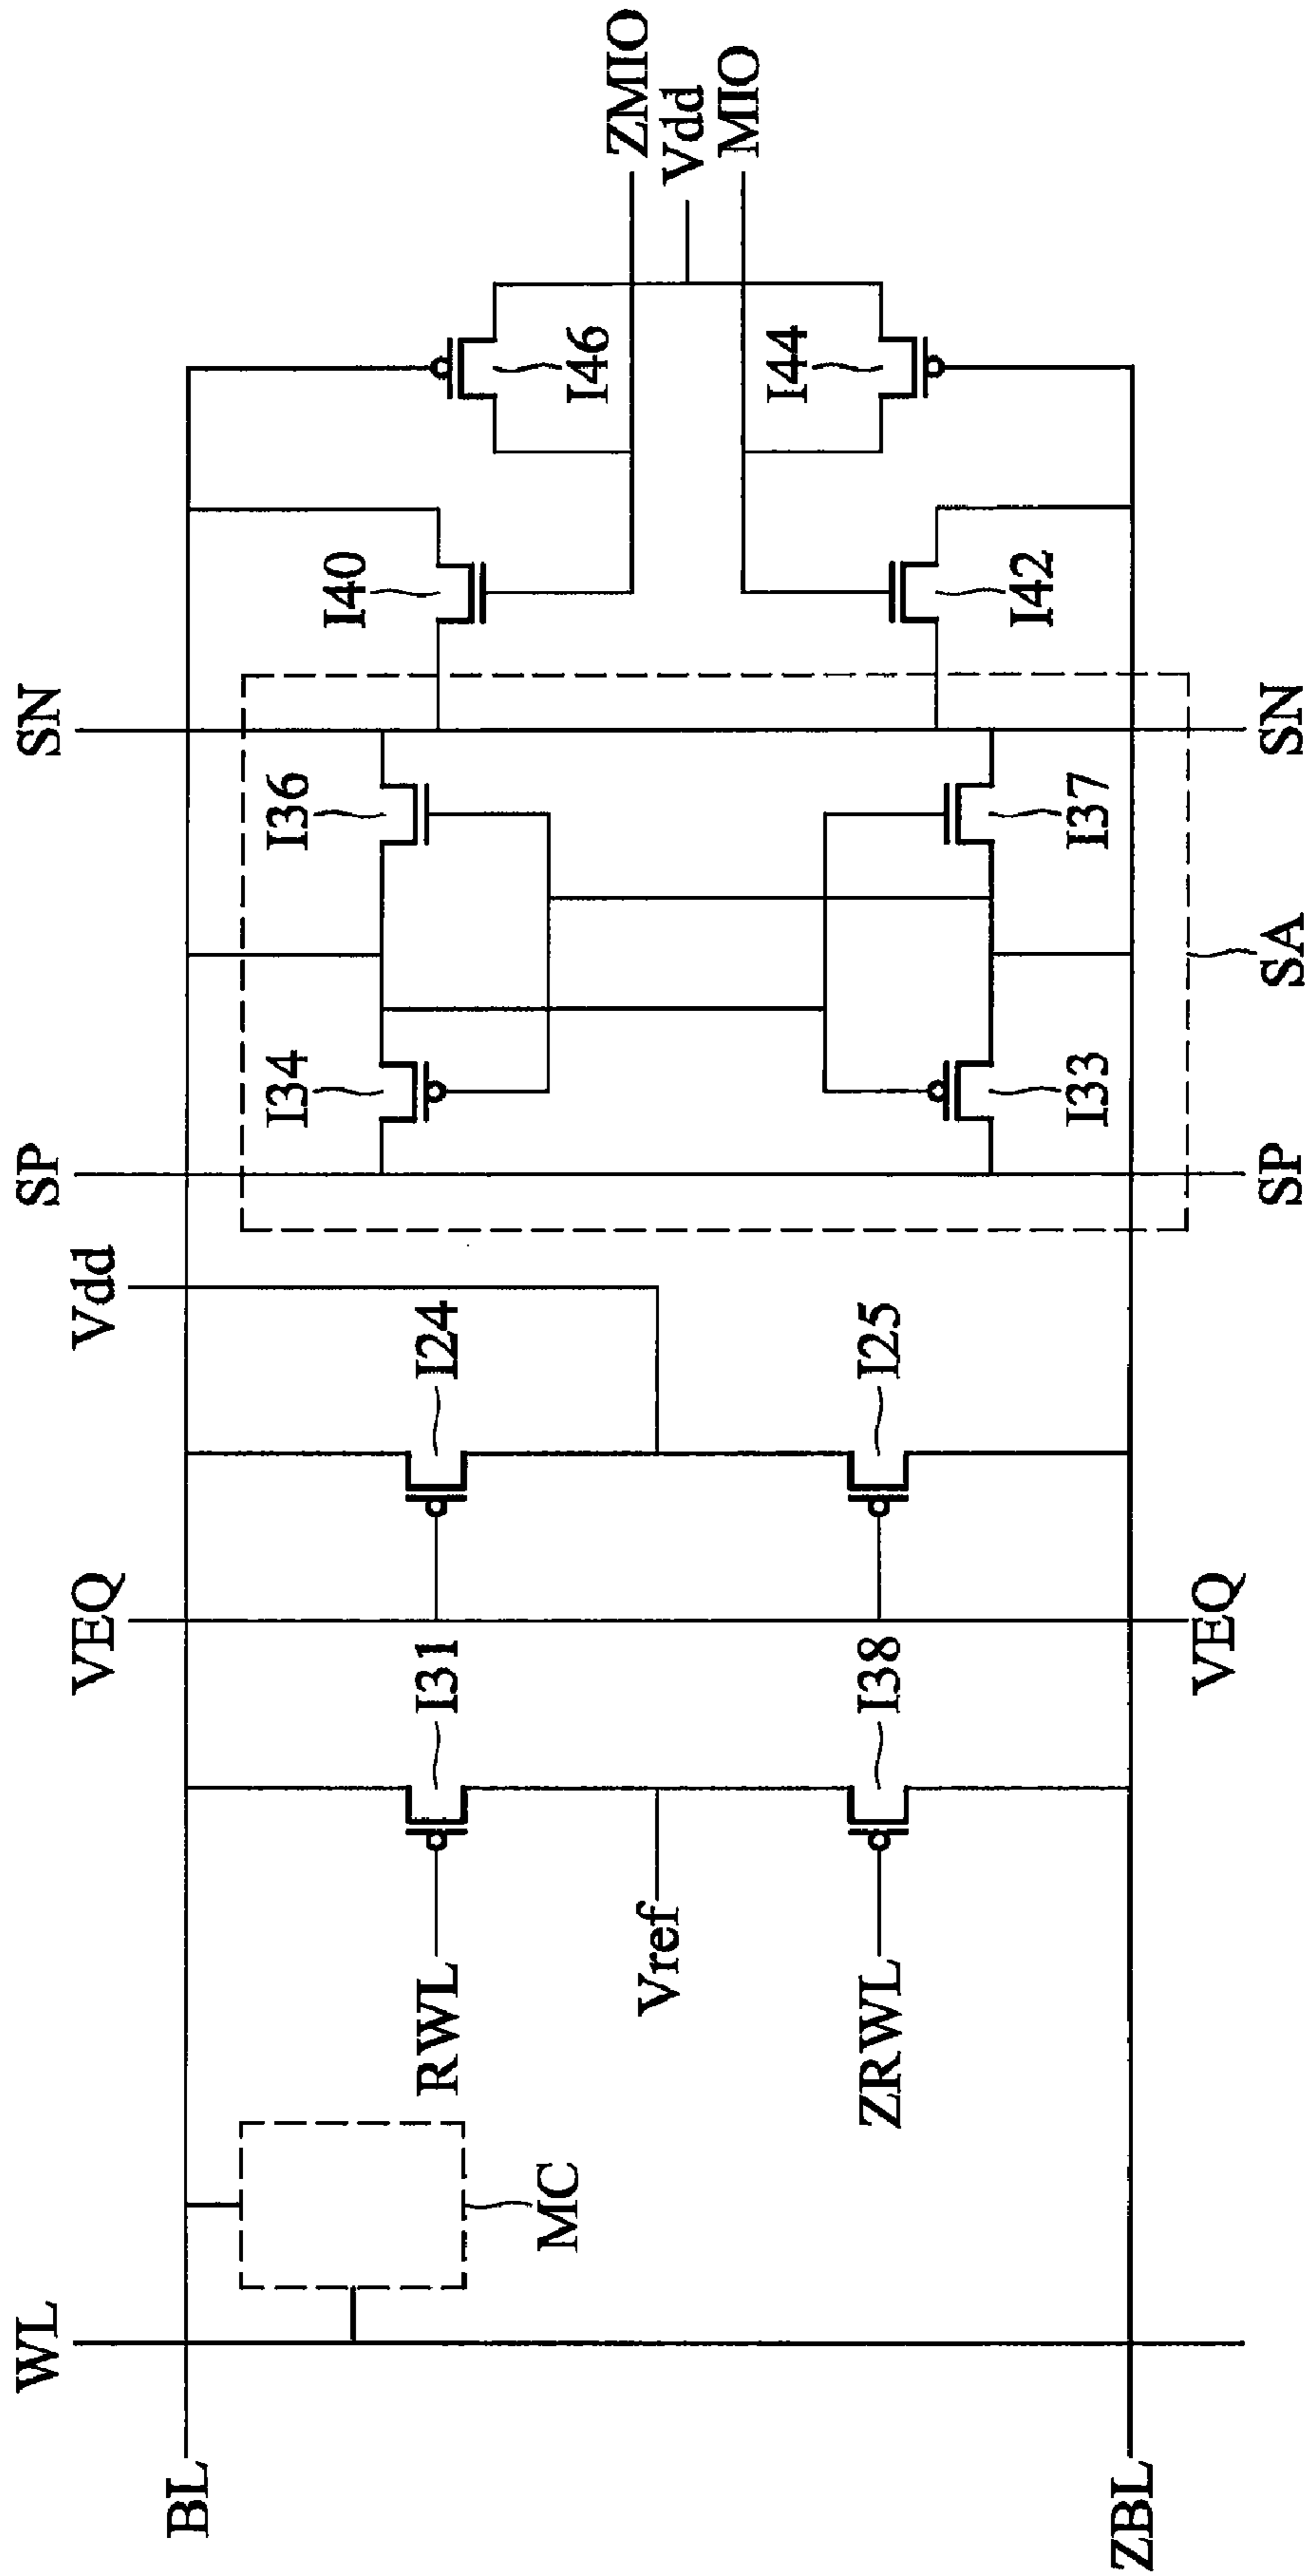 WL
VEQ
Vdd
SP
SN
BL
MC
RWL
I31
I24
I34
I36
I40
I46
Vref
ZMIO
Vdd
MIO
ZRWL
I38
I25
I33
I37
I42
I44
ZBL
VEQ
SP
SA
SN